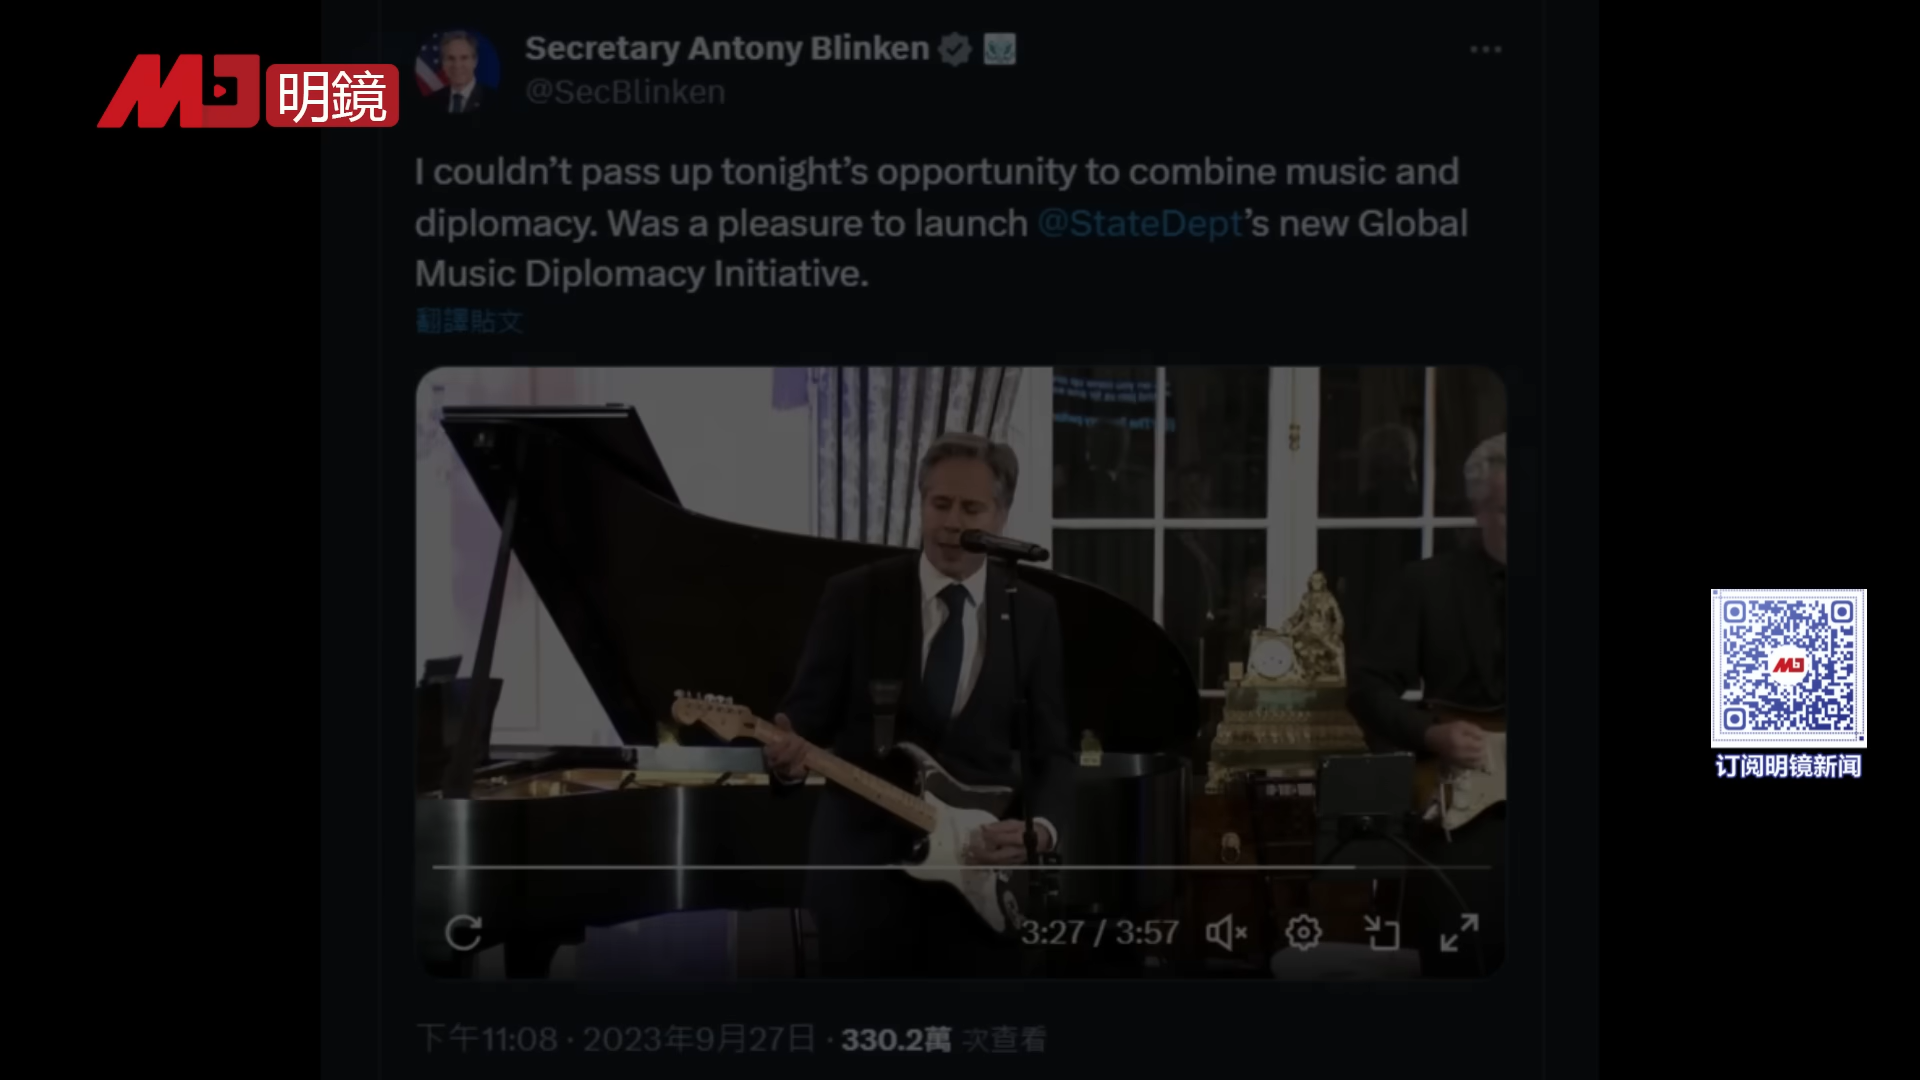 MJ 明鏡
Secretary Antony Blinken
@SecBlinken
I couldn’t pass up tonight’s opportunity to combine music and
diplomacy. Was a pleasure to launch @StateDept’s new Global
Music Diplomacy Initiative.
翻譯貼文
3:27 / 3:57
MJ
订阅明镜新闻
下午11:08 · 2023年9月27日 · 330.2萬 次查看